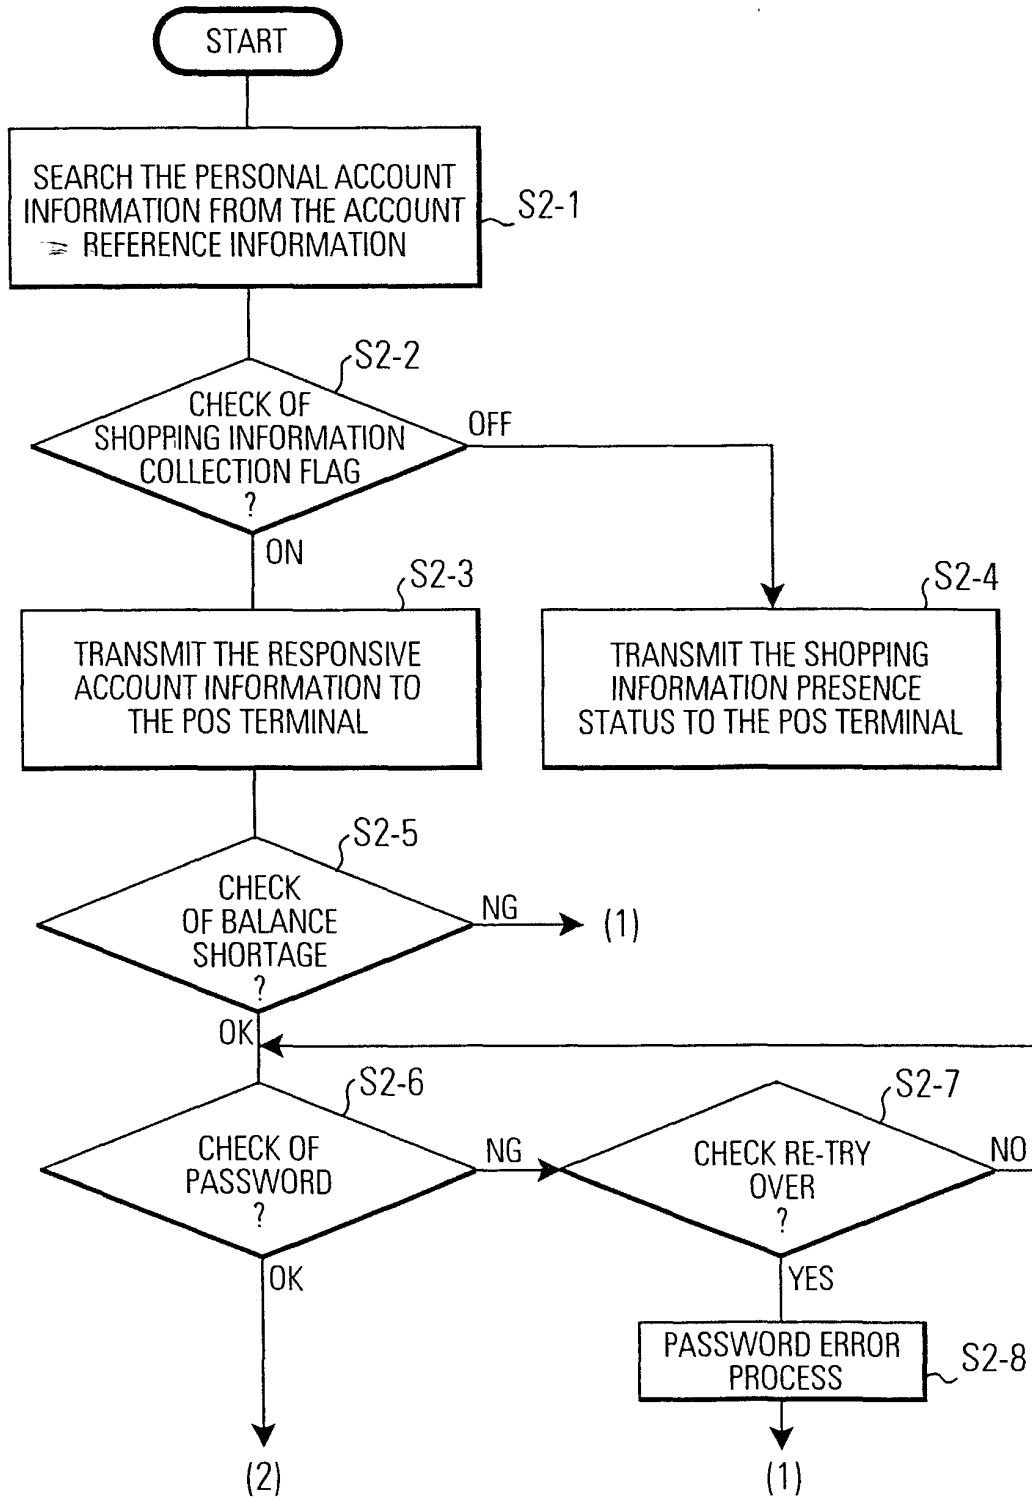 START
SEARCH THE PERSONAL ACCOUNT
INFORMATION FROM THE ACCOUNT
REFERENCE INFORMATION
S2-1
S2-2
CHECK OF
SHOPPING INFORMATION
COLLECTION FLAG
?
OFF
ON
S2-3
TRANSMIT THE RESPONSIVE
ACCOUNT INFORMATION TO
THE POS TERMINAL
S2-4
TRANSMIT THE SHOPPING
INFORMATION PRESENCE
STATUS TO THE POS TERMINAL
S2-5
CHECK
OF BALANCE
SHORTAGE
?
NG
(1)
OK
S2-6
CHECK OF
PASSWORD
?
NG
OK
S2-7
CHECK RE-TRY
OVER
?
NO
YES
PASSWORD ERROR
PROCESS
S2-8
(2)
(1)